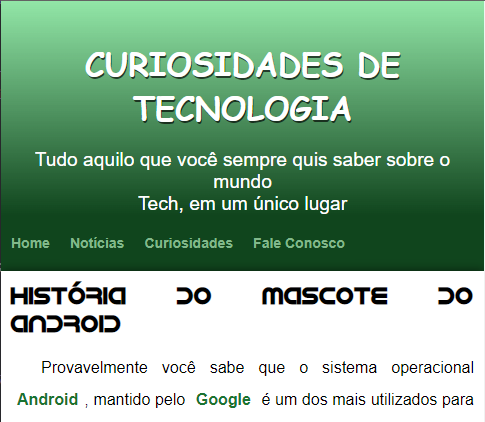 CURIOSIDADES DE
TECNOLOGIA
Tudo aquilo que você sempre quis saber sobre o
mundo
Tech, em um único lugar
Home Notícias Curiosidades Fale Conosco
HISTÓRIA DO MASCOTE DO
ANDROID
Provavelmente você sabe que o sistema operacional
Android , mantido pelo Google é um dos mais utilizados para